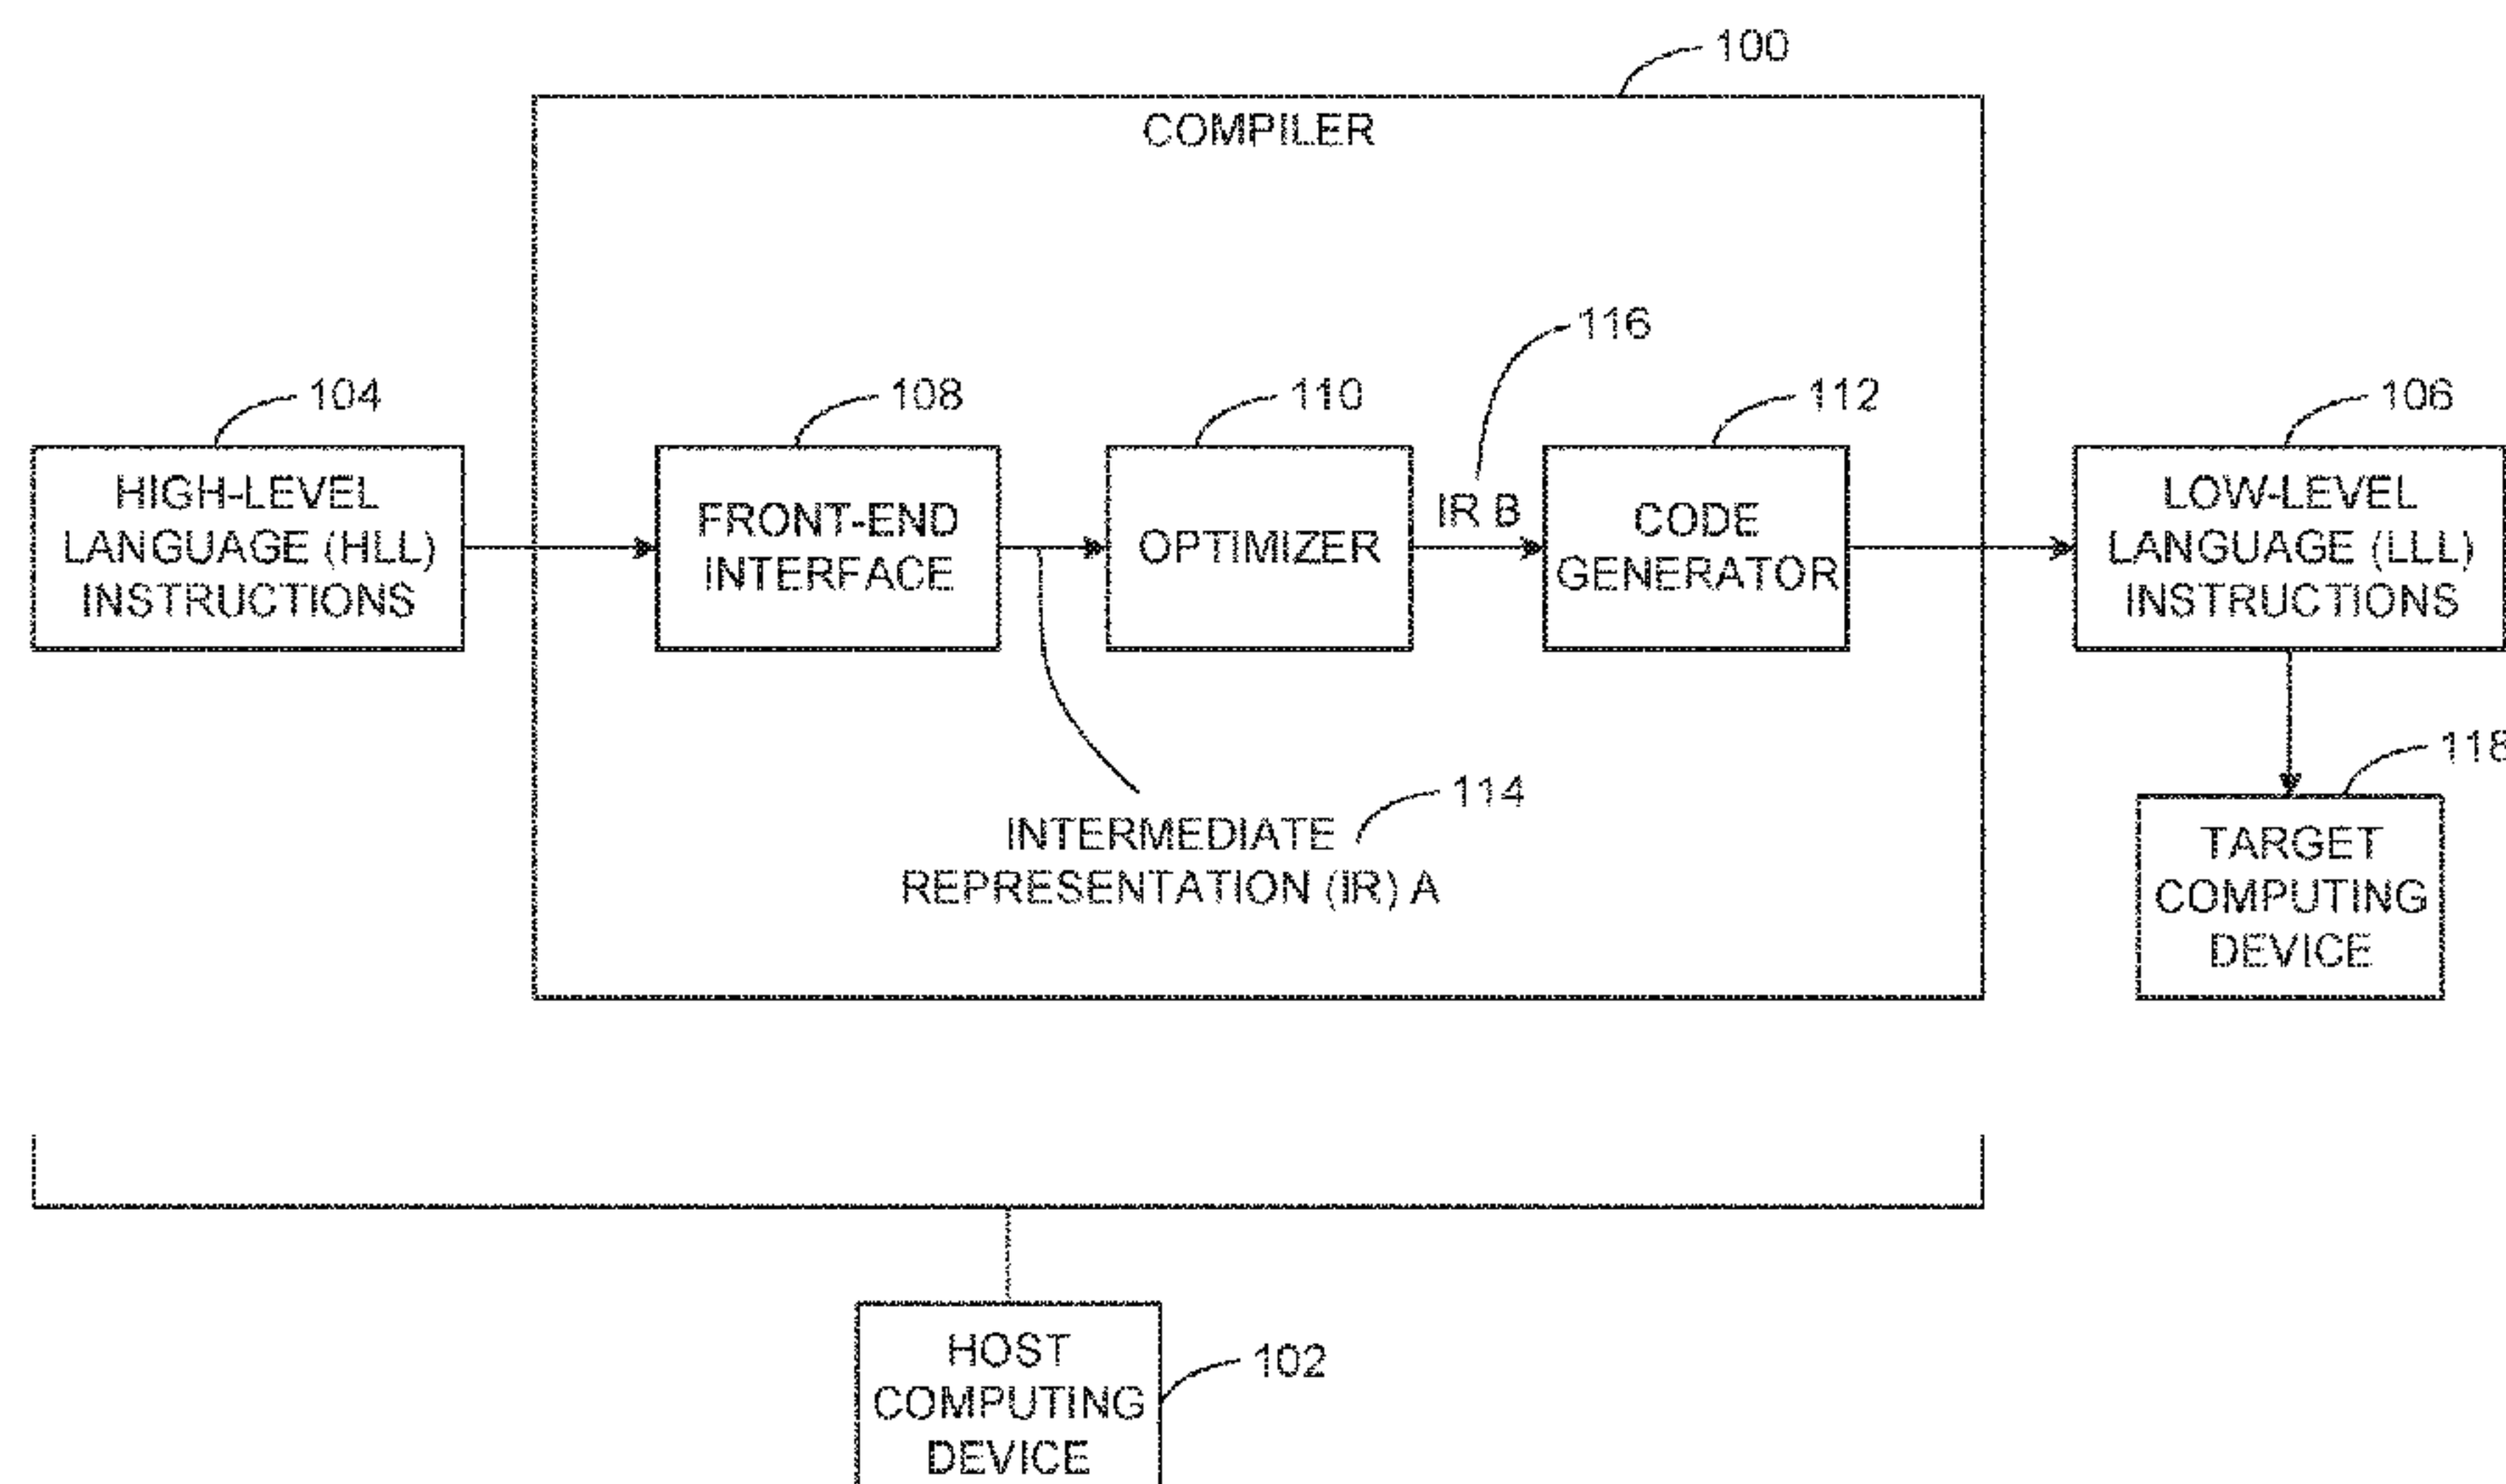 100
COMPILER
116
104
108
110
112
106
HIGH-LEVEL
LANGUAGE (HLL)
INSTRUCTIONS
FRONT-END
INTERFACE
OPTIMIZER
IR B
CODE
GENERATOR
LOW-LEVEL
LANGUAGE (LLL)
INSTRUCTIONS
118
114
INTERMEDIATE
REPRESENTATION (IR) A
TARGET
COMPUTING
DEVICE
HOST
COMPUTING
DEVICE
102